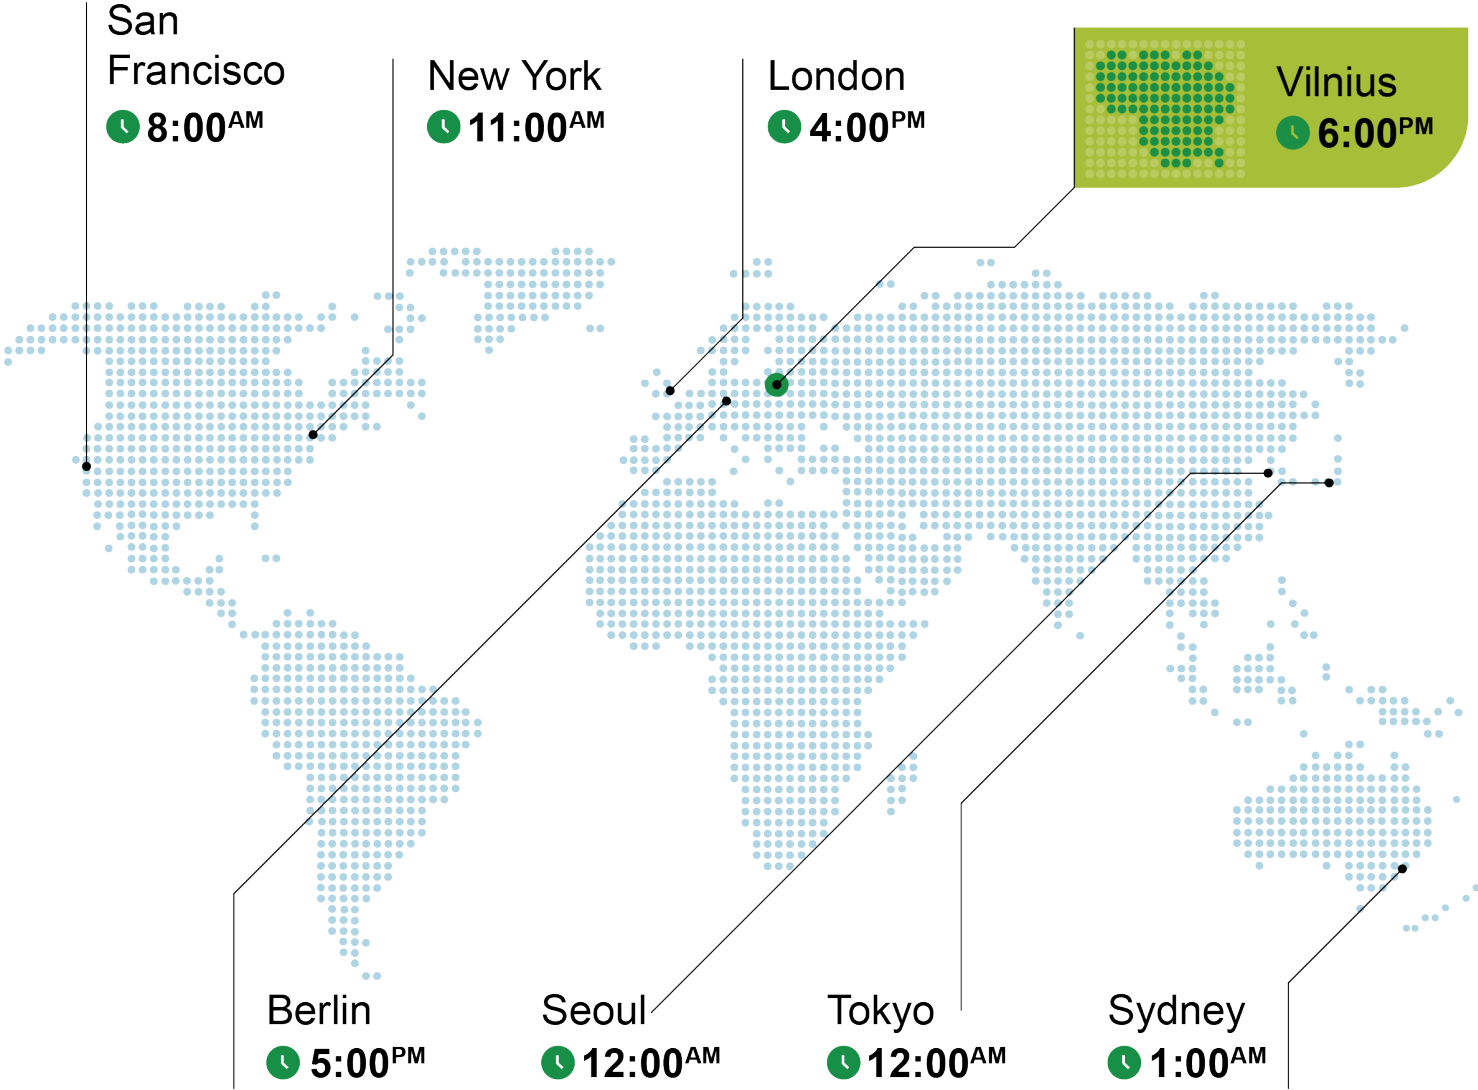 San
Francisco
8:00AM
New York
11:00AM
London
4:00PM
Vilnius
6:00PM
Berlin
5:00PM
Seoul
12:00AM
Tokyo
12:00AM
Sydney
1:00AM